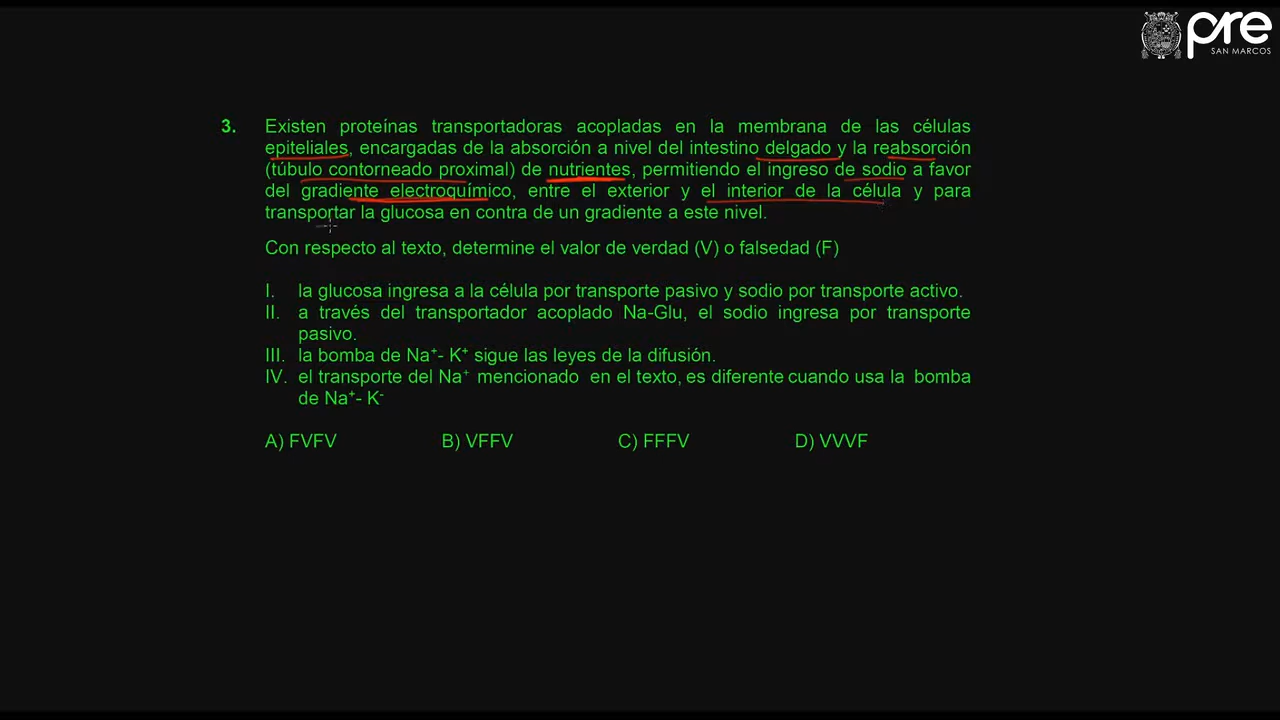 pre
SAN MARCOS
3. Existen proteínas transportadoras acopladas en la membrana de las células
epiteliales, encargadas de la absorción a nivel del intestino delgado y la reabsorción
(túbulo contorneado proximal) de nutrientes, permitiendo el ingreso de sodio a favor
del gradiente electroquímico, entre el exterior y el interior de la célula y para
transportar la glucosa en contra de un gradiente a este nivel.
Con respecto al texto, determine el valor de verdad (V) o falsedad (F)
I. la glucosa ingresa a la célula por transporte pasivo y sodio por transporte activo.
II. a través del transportador acoplado Na-Glu, el sodio ingresa por transporte
pasivo.
III. la bomba de Na⁺- K⁺ sigue las leyes de la difusión.
IV. el transporte del Na⁺ mencionado en el texto, es diferente cuando usa la bomba
de Na⁺- K⁻
A) FVFV B) VFFV C) FFFV D) VVVF